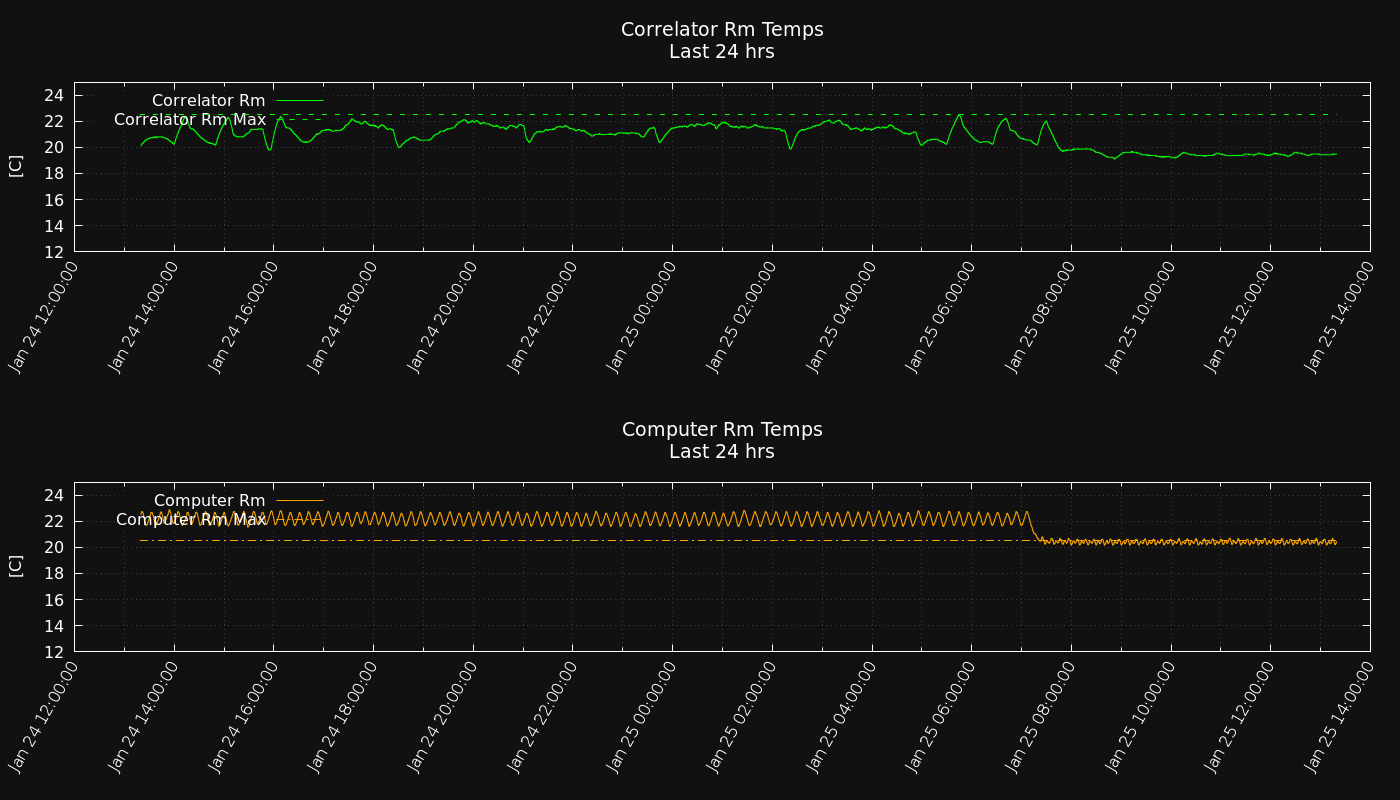 Correlator Rm Temps
Last 24 hrs
Correlator Rm
Correlator Rm Max
[C]
24
22
20
18
16
14
12
Jan 24 12:00:00
Jan 24 14:00:00
Jan 24 16:00:00
Jan 24 18:00:00
Jan 24 20:00:00
Jan 24 22:00:00
Jan 25 00:00:00
Jan 25 02:00:00
Jan 25 04:00:00
Jan 25 06:00:00
Jan 25 08:00:00
Jan 25 10:00:00
Jan 25 12:00:00
Jan 25 14:00:00
Computer Rm Temps
Last 24 hrs
Computer Rm
Computer Rm Max
[C]
24
22
20
18
16
14
12
Jan 24 12:00:00
Jan 24 14:00:00
Jan 24 16:00:00
Jan 24 18:00:00
Jan 24 20:00:00
Jan 24 22:00:00
Jan 25 00:00:00
Jan 25 02:00:00
Jan 25 04:00:00
Jan 25 06:00:00
Jan 25 08:00:00
Jan 25 10:00:00
Jan 25 12:00:00
Jan 25 14:00:00